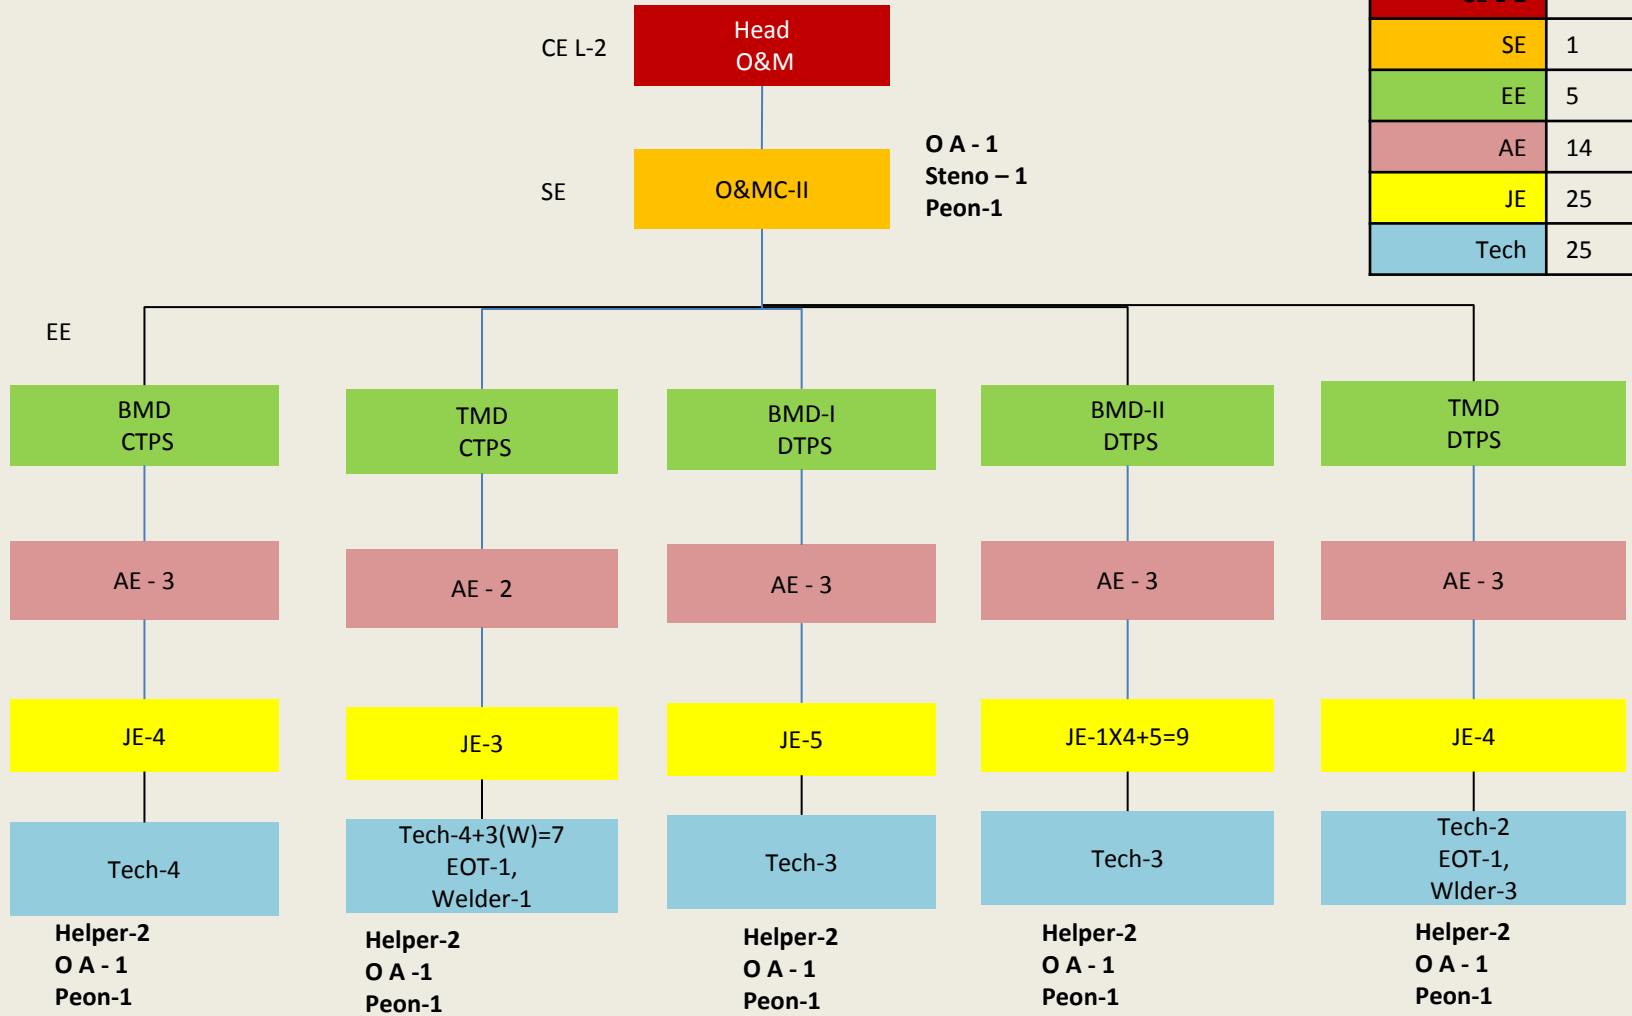 CE L-2
Head
O&M
SE 1
EE 5
AE 14
JE 25
Tech 25
SE
O&MC-II
O A - 1
Steno – 1
Peon-1
EE
BMD
CTPS
TMD
CTPS
BMD-I
DTPS
BMD-II
DTPS
TMD
DTPS
AE - 3
AE - 2
AE - 3
AE - 3
AE - 3
JE-4
JE-3
JE-5
JE-1X4+5=9
JE-4
Tech-4
Tech-4+3(W)=7
EOT-1,
Welder-1
Tech-3
Tech-3
Tech-2
EOT-1,
Wlder-3
Helper-2
O A - 1
Peon-1
Helper-2
O A -1
Peon-1
Helper-2
O A - 1
Peon-1
Helper-2
O A - 1
Peon-1
Helper-2
O A - 1
Peon-1